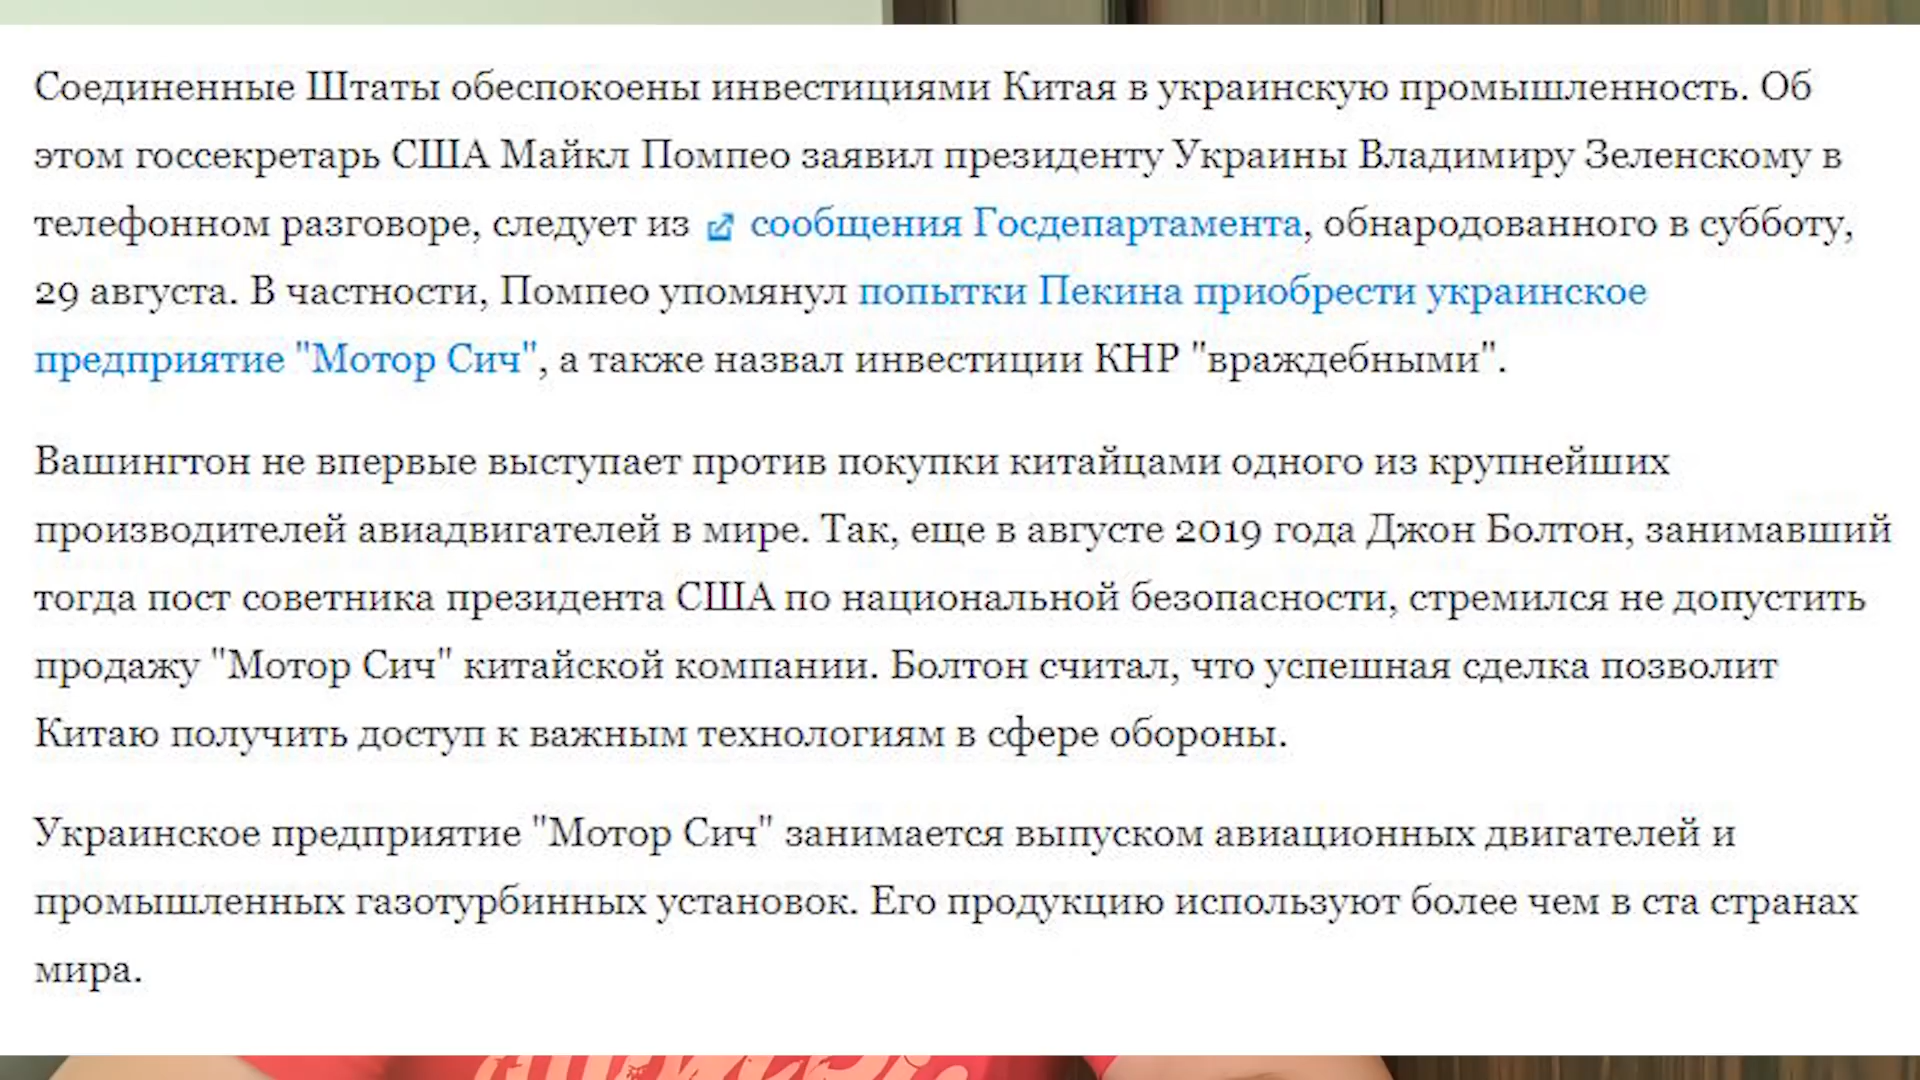 Соединенные Штаты обеспокоены инвестициями Китая в украинскую промышленность. Об
этом госсекретарь США Майкл Помпео заявил президенту Украины Владимиру Зеленскому в
телефонном разговоре, следует из сообщения Госдепартамента, обнародованного в субботу,
29 августа. В частности, Помпео упомянул попытки Пекина приобрести украинское
предприятие "Мотор Сич", а также назвал инвестиции КНР "враждебными".
Вашингтон не впервые выступает против покупки китайцами одного из крупнейших
производителей авиадвигателей в мире. Так, еще в августе 2019 года Джон Болтон, занимавший
тогда пост советника президента США по национальной безопасности, стремился не допустить
продажу "Мотор Сич" китайской компании. Болтон считал, что успешная сделка позволит
Китаю получить доступ к важным технологиям в сфере обороны.
Украинское предприятие "Мотор Сич" занимается выпуском авиационных двигателей и
промышленных газотурбинных установок. Его продукцию используют более чем в ста странах
мира.